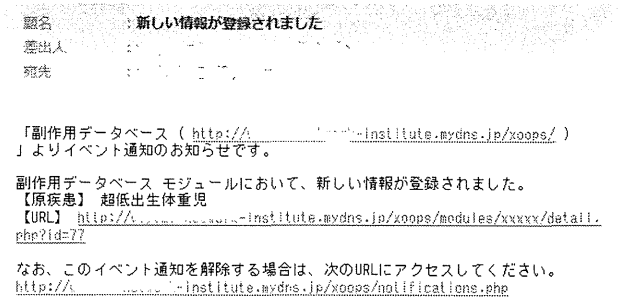 題名 : 新しい情報が登録されました
差出人 :
宛先 :
「副作用データベース ( http:// -institute.mydns.jp/xoops/ )
」よりイベント通知のお知らせです。
副作用データベース モジュールにおいて、新しい情報が登録されました。
【原疾患】 超低出生体重児
【URL】 http:// -institute.mydns.jp/xoops/modules/xxxxx/detail.
php?id=77
なお、このイベント通知を解除する場合は、次のURLにアクセスしてください。
http:// -institute.mydns.jp/xoops/notifications.php